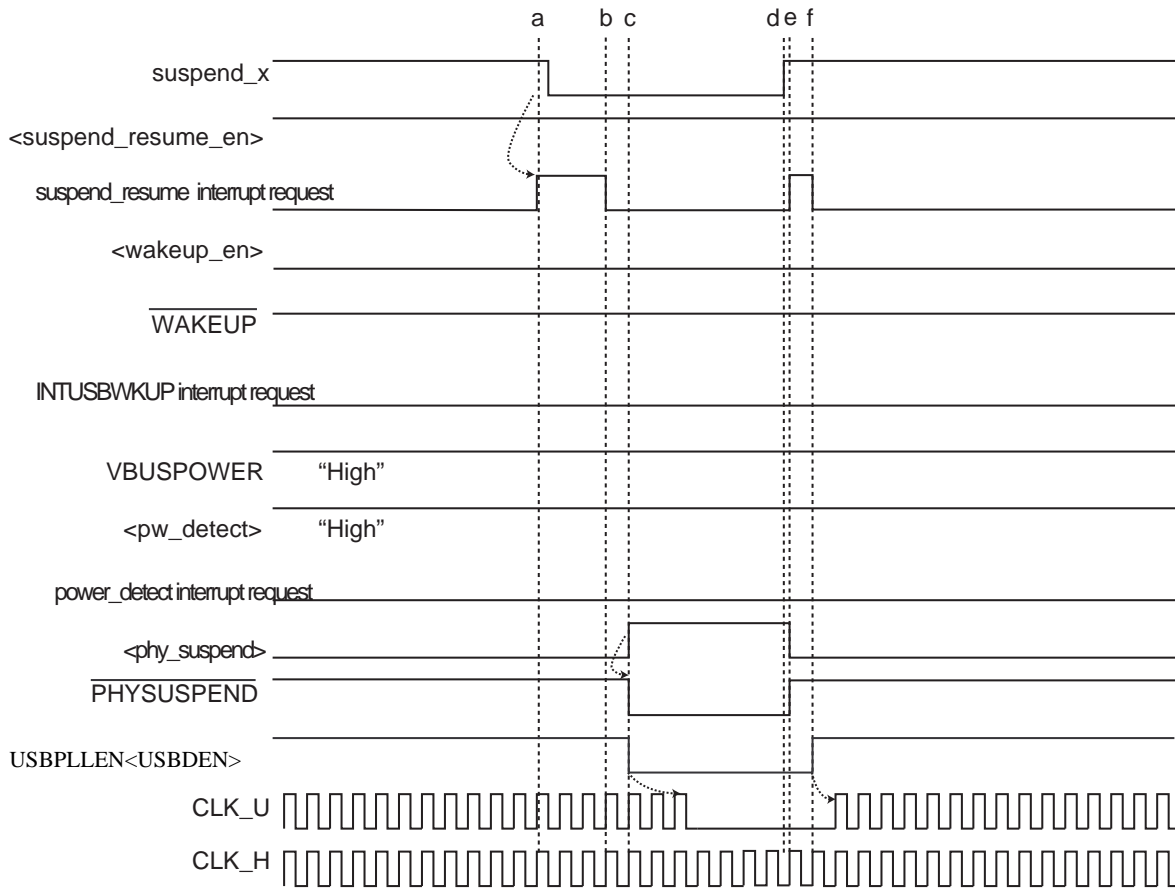 a b c d e f
suspend_x
<suspend_resume_en>
suspend_resume interrupt request
<wakeup_en>
WAKEUP
INTUSBWKUP interrupt request
VBUSPOWER “High”
<pw_detect> “High”
power_detect interrupt request
<phy_suspend>
PHYSUSPEND
USBPLLEN<USBDEN>
CLK_U
CLK_H